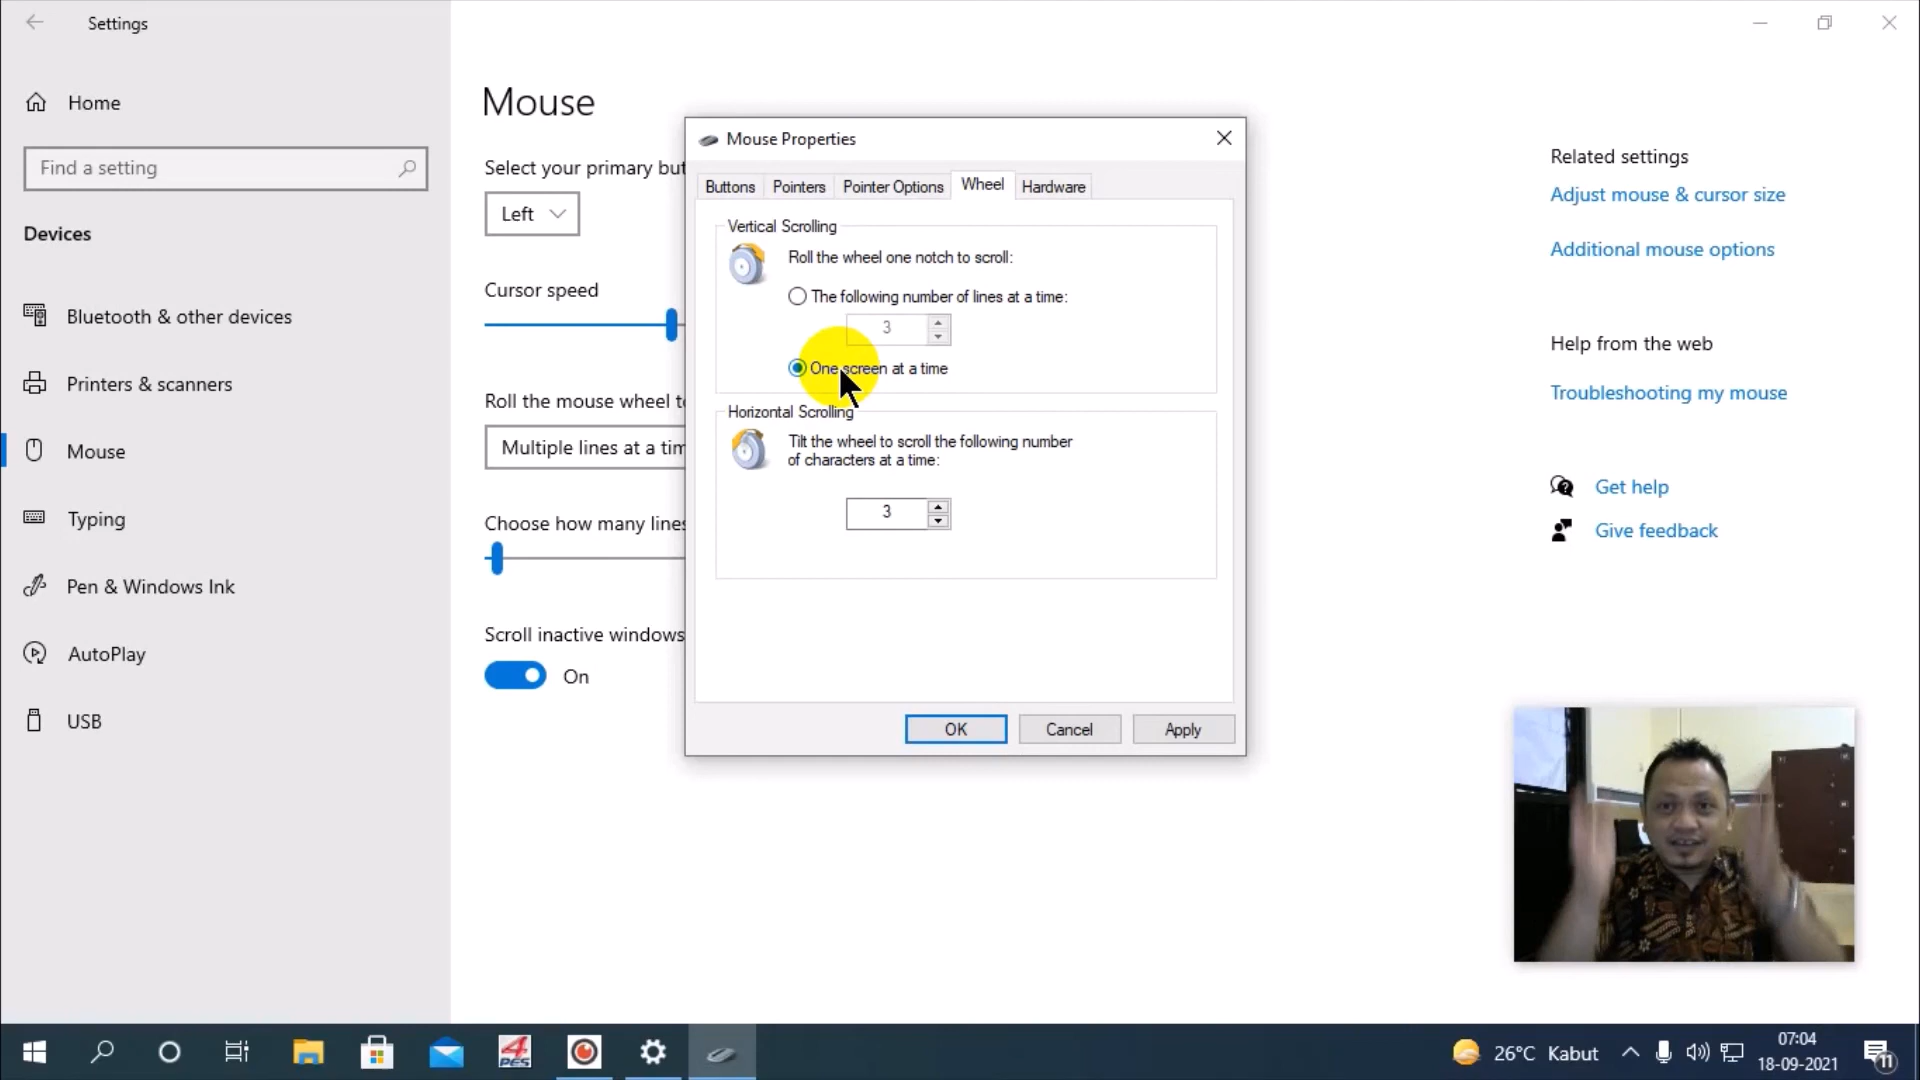 Settings
Home
Find a setting
Devices
Bluetooth & other devices
Printers & scanners
Mouse
Typing
Pen & Windows Ink
AutoPlay
USB
Mouse
Select your primary but
Left
Cursor speed
Roll the mouse wheel to
Multiple lines at a tim
Choose how many lines
Scroll inactive windows
On
Mouse Properties
Buttons
Pointers
Pointer Options
Wheel
Hardware
Vertical Scrolling
Roll the wheel one notch to scroll:
The following number of lines at a time:
3
One screen at a time
Horizontal Scrolling
Tilt the wheel to scroll the following number
of characters at a time:
3
OK
Cancel
Apply
Related settings
Adjust mouse & cursor size
Additional mouse options
Help from the web
Troubleshooting my mouse
Get help
Give feedback
4
PES
26°C Kabut
07:04
18-09-2021
11